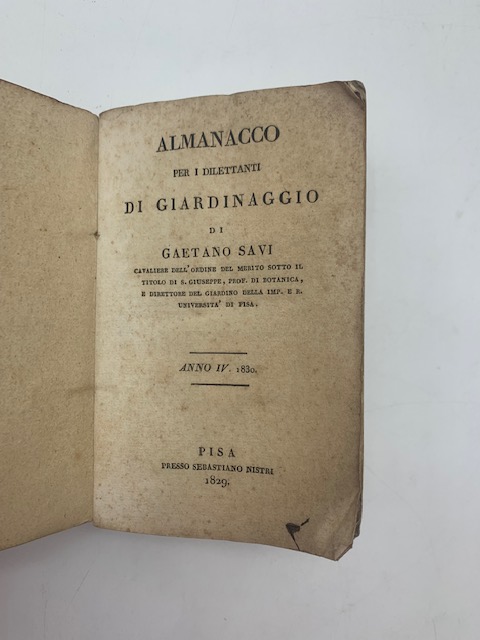 ALMANACCO
PER I DILETTANTI
DI GIARDINAGGIO
DI
GAETANO SAVI
CAVALIERE DELL'ORDINE DEL MERITO SOTTO IL
TITOLO DI S. GIUSEPPE, PROF. DI BOTANICA,
E DIRETTORE DEL GIARDINO DELLA IMP. E R.
UNIVERSITA' DI PISA.
ANNO IV. 1830.
PISA
PRESSO SEBASTIANO NISTRI
1829.